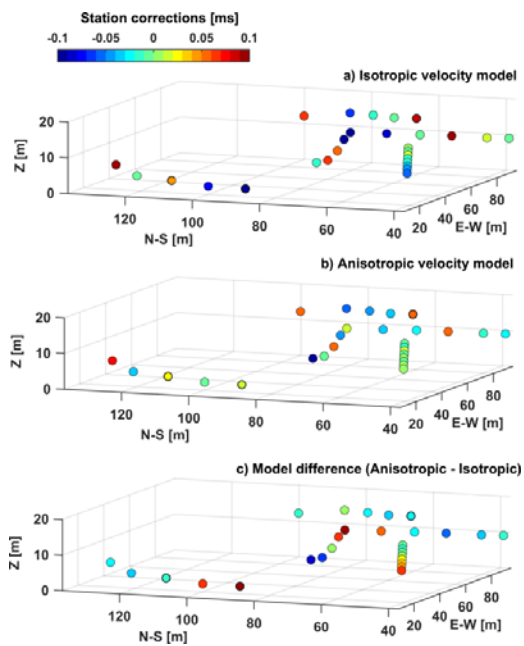 Station corrections [ms]
-0.1 -0.05 0 0.05 0.1
a) Isotropic velocity model
20
10
0
Z [m]
120 100 80 60 40
N-S [m]
20 40 60 80
E-W [m]
b) Anisotropic velocity model
20
10
0
Z [m]
120 100 80 60 40
N-S [m]
20 40 60 80
E-W [m]
c) Model difference (Anisotropic - Isotropic)
20
10
0
Z [m]
120 100 80 60 40
N-S [m]
20 40 60 80
E-W [m]